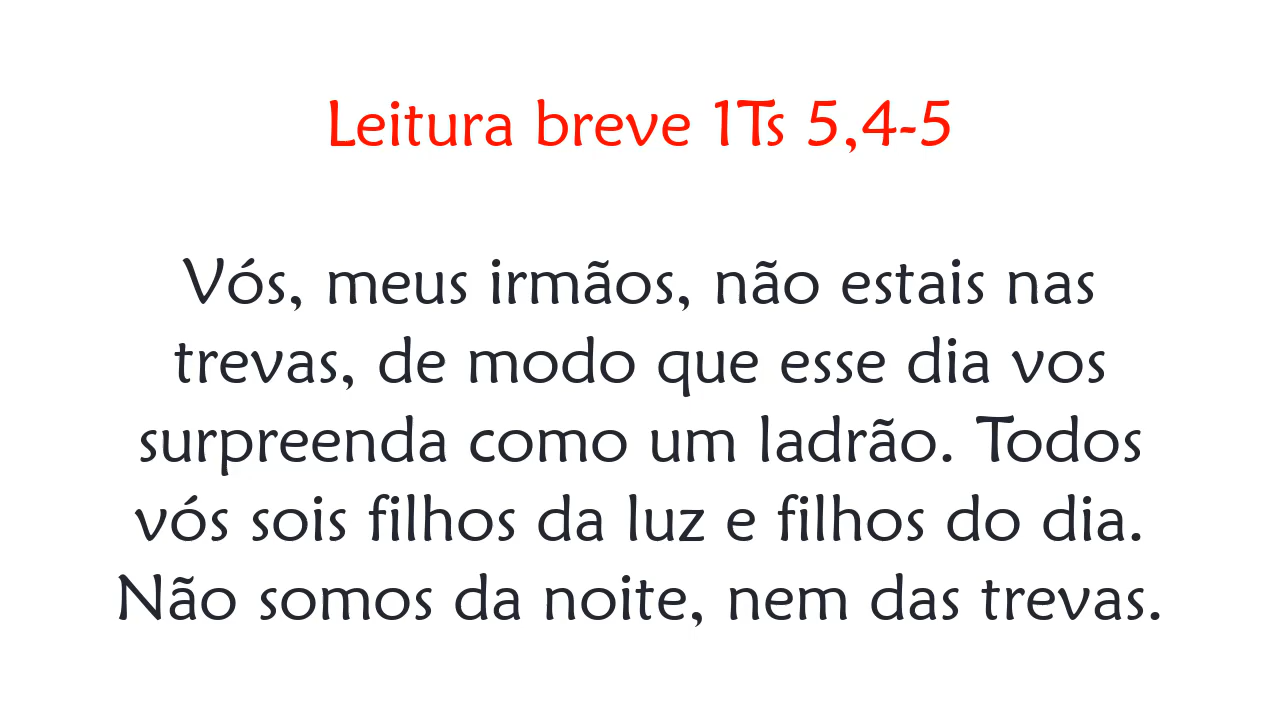 Leitura breve 1Ts 5,4-5
Vós, meus irmãos, não estais nas
trevas, de modo que esse dia vos
surpreenda como um ladrão. Todos
vós sois filhos da luz e filhos do dia.
Não somos da noite, nem das trevas.